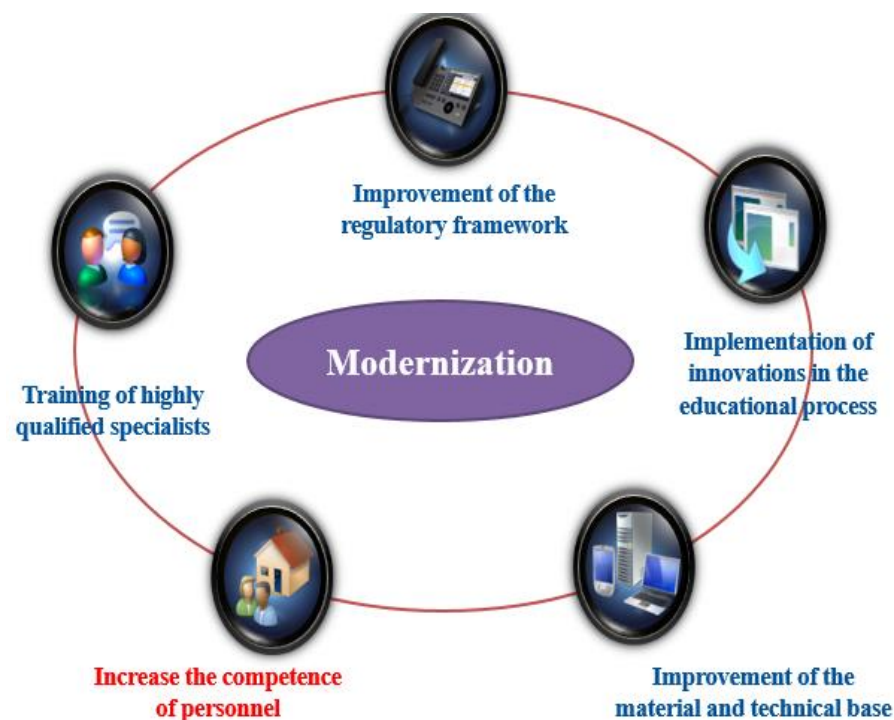 Improvement of the
regulatory framework
Implementation of
innovations in the
educational process
Modernization
Training of highly
qualified specialists
Increase the competence
of personnel
Improvement of the
material and technical base